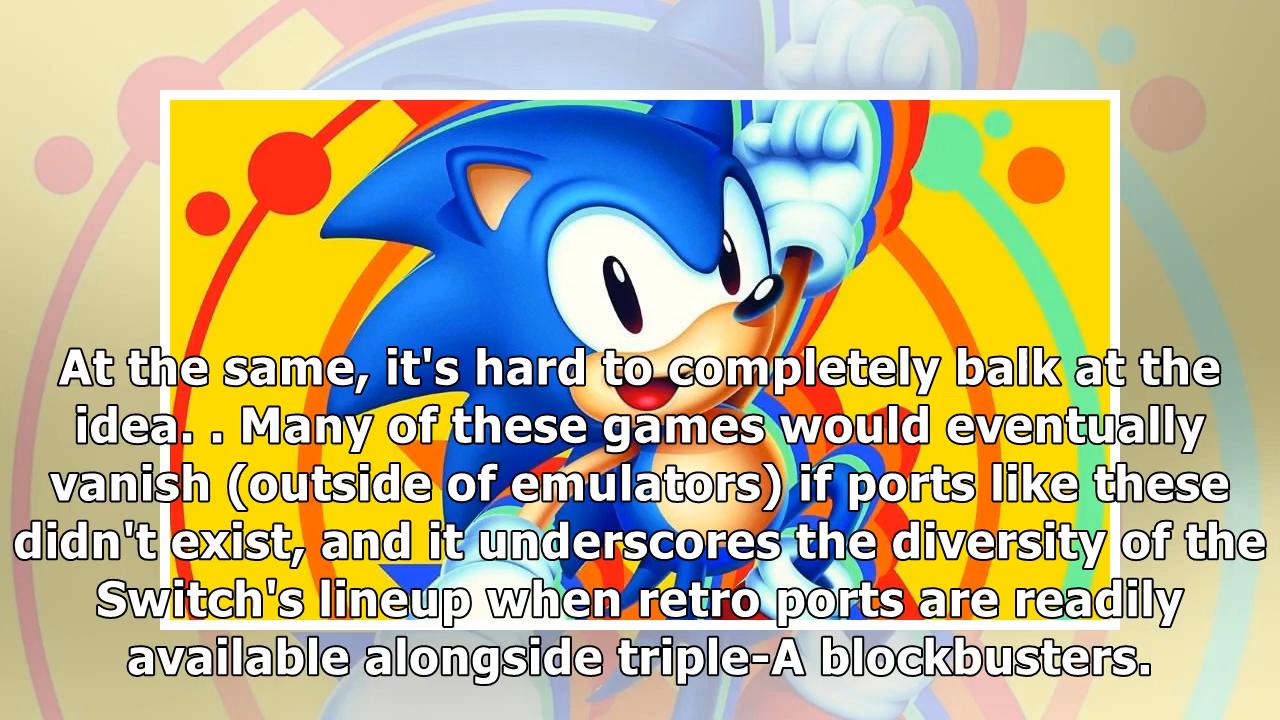 At the same, it's hard to completely balk at the
idea. . Many of these games would eventually
vanish (outside of emulators) if ports like these
didn't exist, and it underscores the diversity of the
Switch's lineup when retro ports are readily
available alongside triple-A blockbusters.